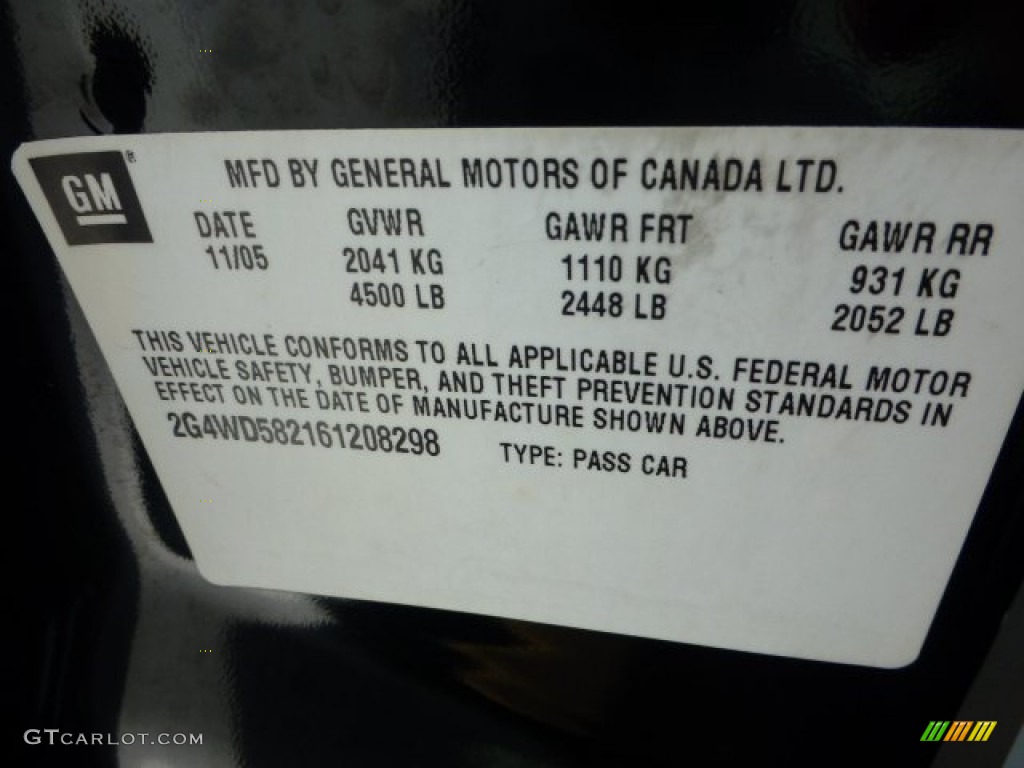 GM MFD BY GENERAL MOTORS OF CANADA LTD.
DATE GVWR GAWR FRT GAWR RR
11/05 2041 KG 1110 KG 931 KG
4500 LB 2448 LB 2052 LB
THIS VEHICLE CONFORMS TO ALL APPLICABLE U.S. FEDERAL MOTOR
VEHICLE SAFETY, BUMPER, AND THEFT PREVENTION STANDARDS IN
EFFECT ON THE DATE OF MANUFACTURE SHOWN ABOVE.
2G4WD582161208298 TYPE: PASS CAR
GTCARLOT.COM